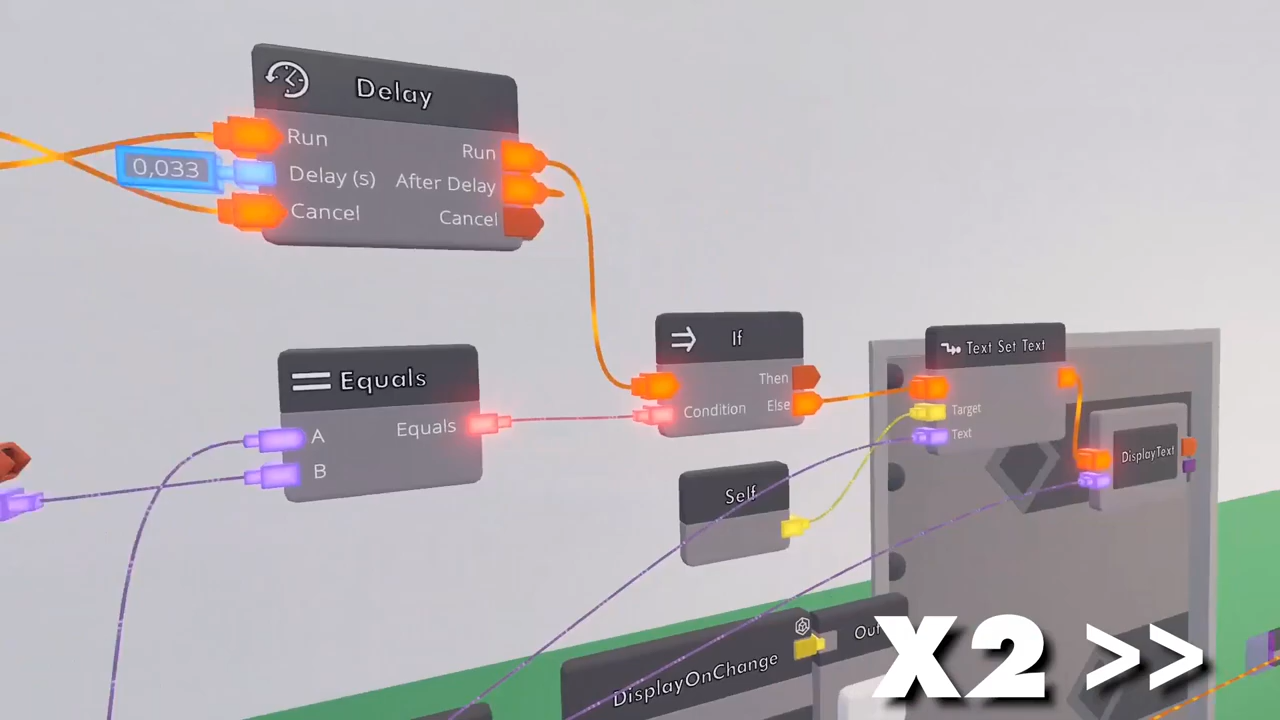 Delay
Run
Run
0,033
Delay (s)
After Delay
Cancel
Cancel
If
Then
Condition
Else
Text Set Text
Target
Text
DisplayText
Equals
A
Equals
B
Self
DisplayOnChange
X2 >>